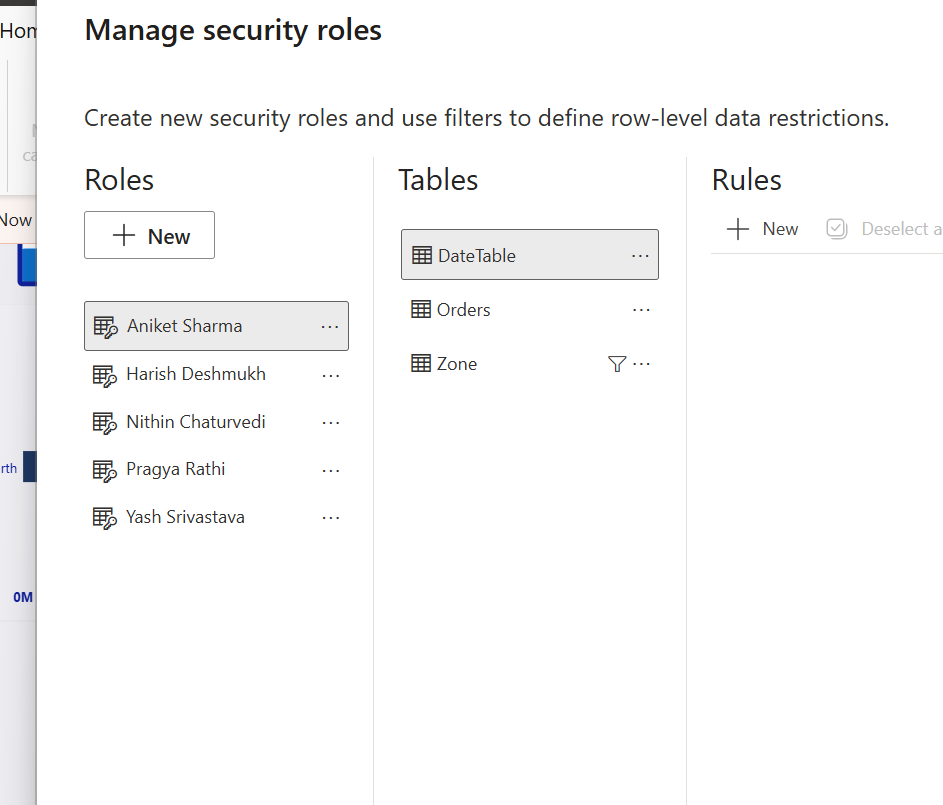 Manage security roles
Create new security roles and use filters to define row-level data restrictions.
Roles
New
Aniket Sharma
Harish Deshmukh
Nithin Chaturvedi
Pragya Rathi
Yash Srivastava
Tables
DateTable
Orders
Zone
Rules
New
Deselect a
Hom
ca
Now
rth
0M